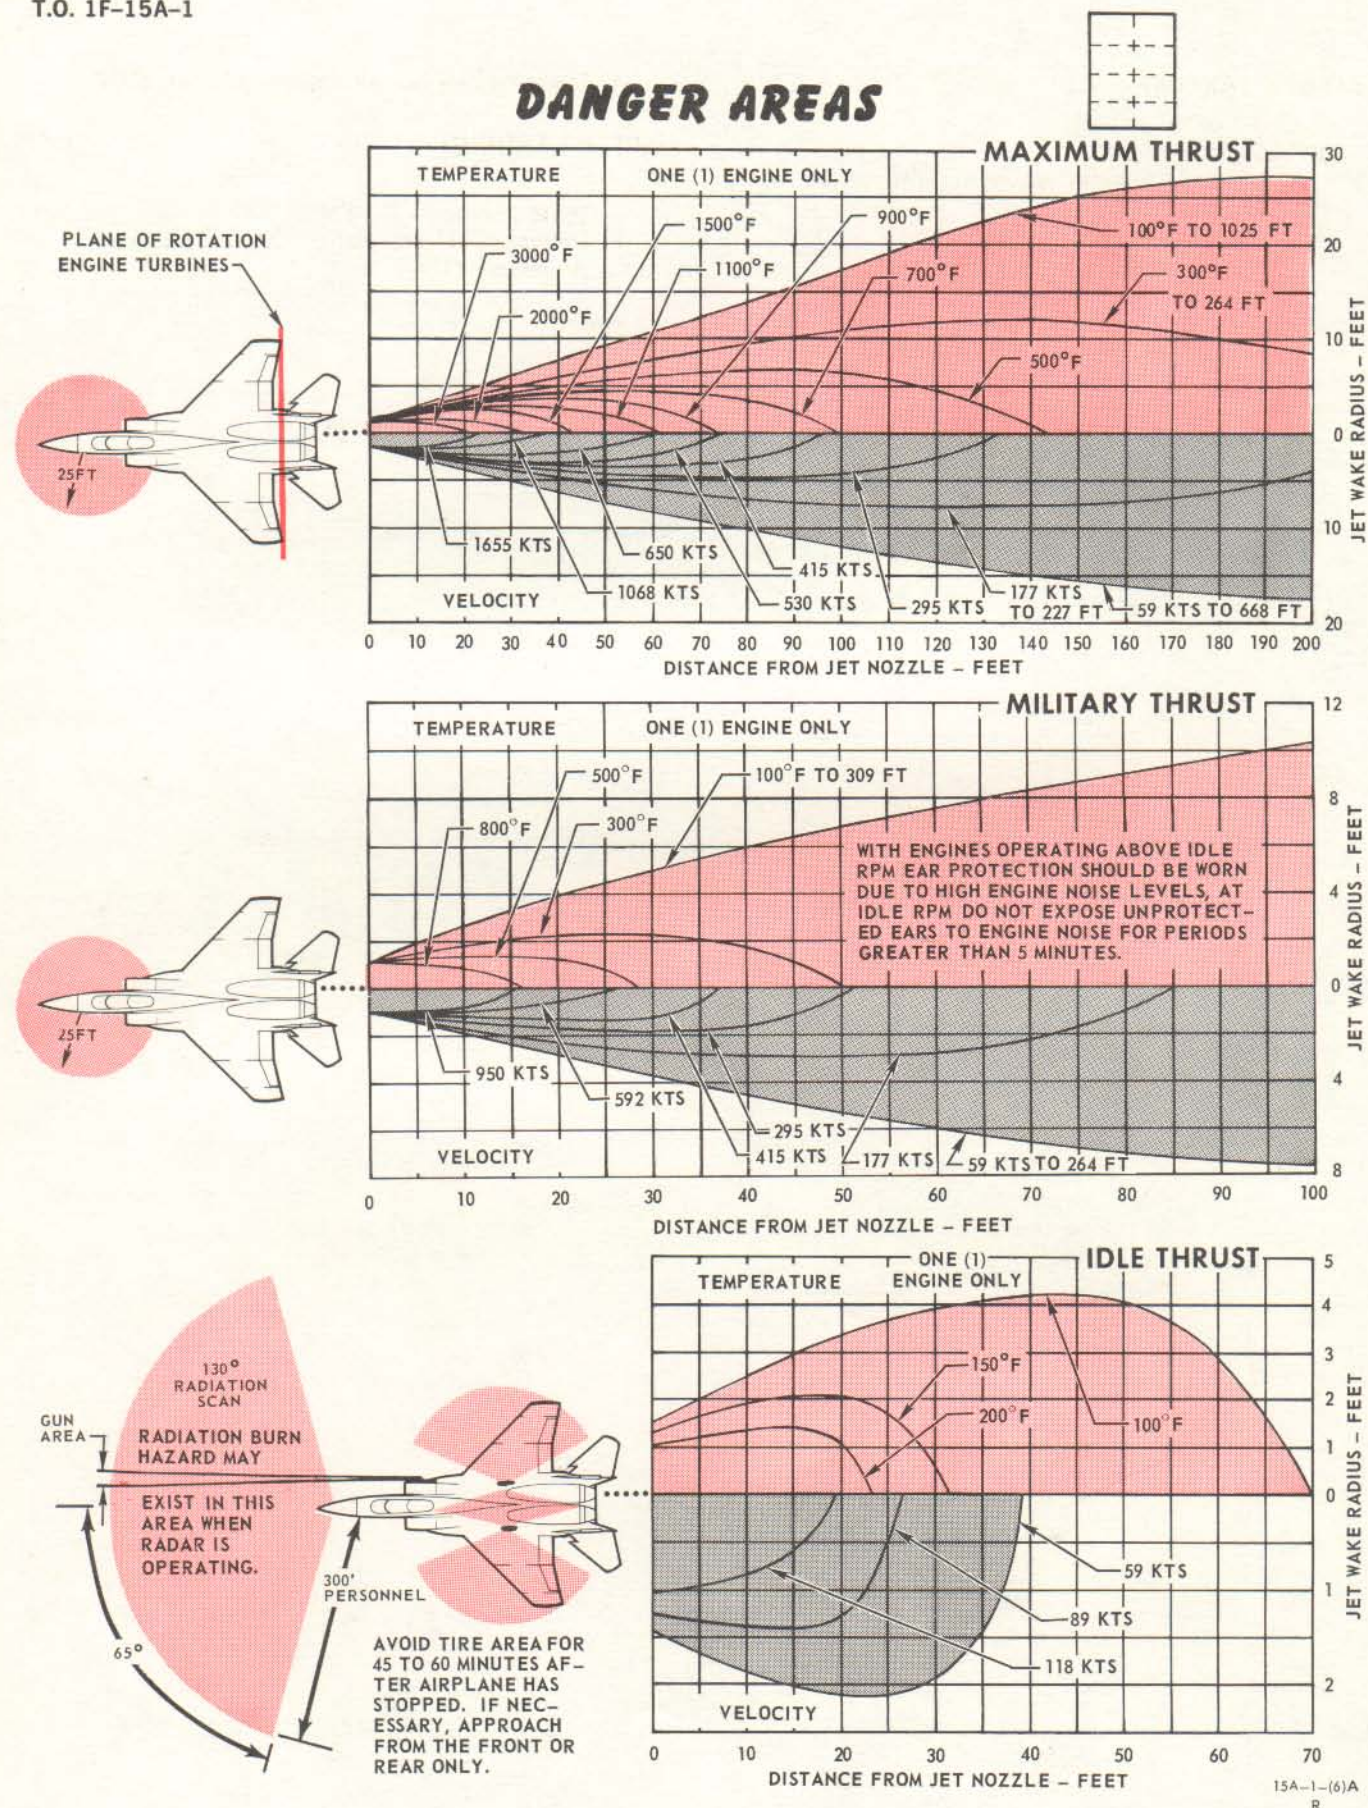 T.O. 1F-15A-1
DANGER AREAS
MAXIMUM THRUST
TEMPERATURE
ONE (1) ENGINE ONLY
PLANE OF ROTATION
ENGINE TURBINES
3000°F
2000°F
1500°F
1100°F
900°F
700°F
100°F TO 1025 FT
300°F
TO 264 FT
500°F
25FT
1655 KTS
1068 KTS
650 KTS
530 KTS
415 KTS
295 KTS
177 KTS
TO 227 FT
59 KTS TO 668 FT
VELOCITY
30
20
10
0
10
20
JET WAKE RADIUS – FEET
0 10 20 30 40 50 60 70 80 90 100 110 120 130 140 150 160 170 180 190 200
DISTANCE FROM JET NOZZLE – FEET
MILITARY THRUST
TEMPERATURE
ONE (1) ENGINE ONLY
800°F
500°F
300°F
100°F TO 309 FT
WITH ENGINES OPERATING ABOVE IDLE
RPM EAR PROTECTION SHOULD BE WORN
DUE TO HIGH ENGINE NOISE LEVELS, AT
IDLE RPM DO NOT EXPOSE UNPROTECT-
ED EARS TO ENGINE NOISE FOR PERIODS
GREATER THAN 5 MINUTES.
25FT
950 KTS
592 KTS
295 KTS
415 KTS
177 KTS
59 KTS TO 264 FT
VELOCITY
12
8
4
0
4
8
JET WAKE RADIUS – FEET
0 10 20 30 40 50 60 70 80 90 100
DISTANCE FROM JET NOZZLE – FEET
IDLE THRUST
TEMPERATURE
ONE (1)
ENGINE ONLY
150°F
200°F
100°F
59 KTS
89 KTS
118 KTS
VELOCITY
5
4
3
2
1
0
1
2
JET WAKE RADIUS – FEET
0 10 20 30 40 50 60 70
DISTANCE FROM JET NOZZLE – FEET
130°
RADIATION
SCAN
GUN
AREA
RADIATION BURN
HAZARD MAY
EXIST IN THIS
AREA WHEN
RADAR IS
OPERATING.
300'
PERSONNEL
65°
AVOID TIRE AREA FOR
45 TO 60 MINUTES AF-
TER AIRPLANE HAS
STOPPED. IF NEC-
ESSARY, APPROACH
FROM THE FRONT OR
REAR ONLY.
15A-1-(6)A